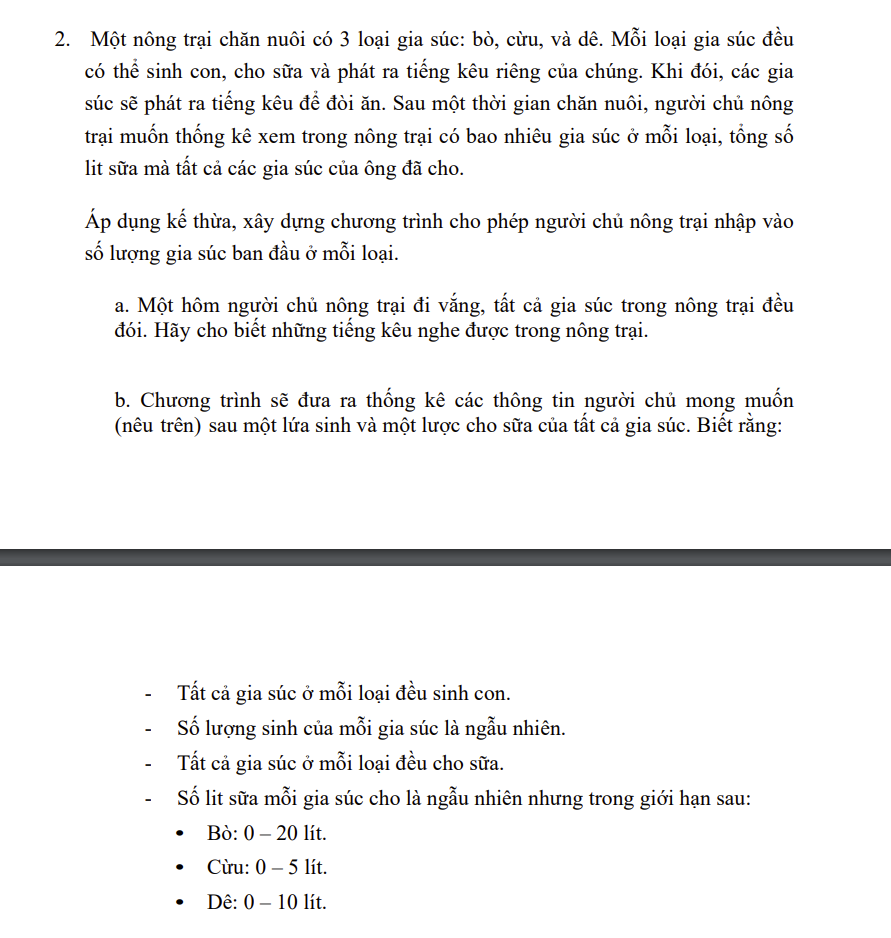 2. Một nông trại chăn nuôi có 3 loại gia súc: bò, cừu, và dê. Mỗi loại gia súc đều
có thể sinh con, cho sữa và phát ra tiếng kêu riêng của chúng. Khi đói, các gia
súc sẽ phát ra tiếng kêu để đòi ăn. Sau một thời gian chăn nuôi, người chủ nông
trại muốn thống kê xem trong nông trại có bao nhiêu gia súc ở mỗi loại, tổng số
lit sữa mà tất cả các gia súc của ông đã cho.
Áp dụng kế thừa, xây dựng chương trình cho phép người chủ nông trại nhập vào
số lượng gia súc ban đầu ở mỗi loại.
a. Một hôm người chủ nông trại đi vắng, tất cả gia súc trong nông trại đều
đói. Hãy cho biết những tiếng kêu nghe được trong nông trại.
b. Chương trình sẽ đưa ra thống kê các thông tin người chủ mong muốn
(nêu trên) sau một lứa sinh và một lược cho sữa của tất cả gia súc. Biết rằng:
- Tất cả gia súc ở mỗi loại đều sinh con.
- Số lượng sinh của mỗi gia súc là ngẫu nhiên.
- Tất cả gia súc ở mỗi loại đều cho sữa.
- Số lit sữa mỗi gia súc cho là ngẫu nhiên nhưng trong giới hạn sau:
• Bò: 0 – 20 lít.
• Cừu: 0 – 5 lít.
• Dê: 0 – 10 lít.